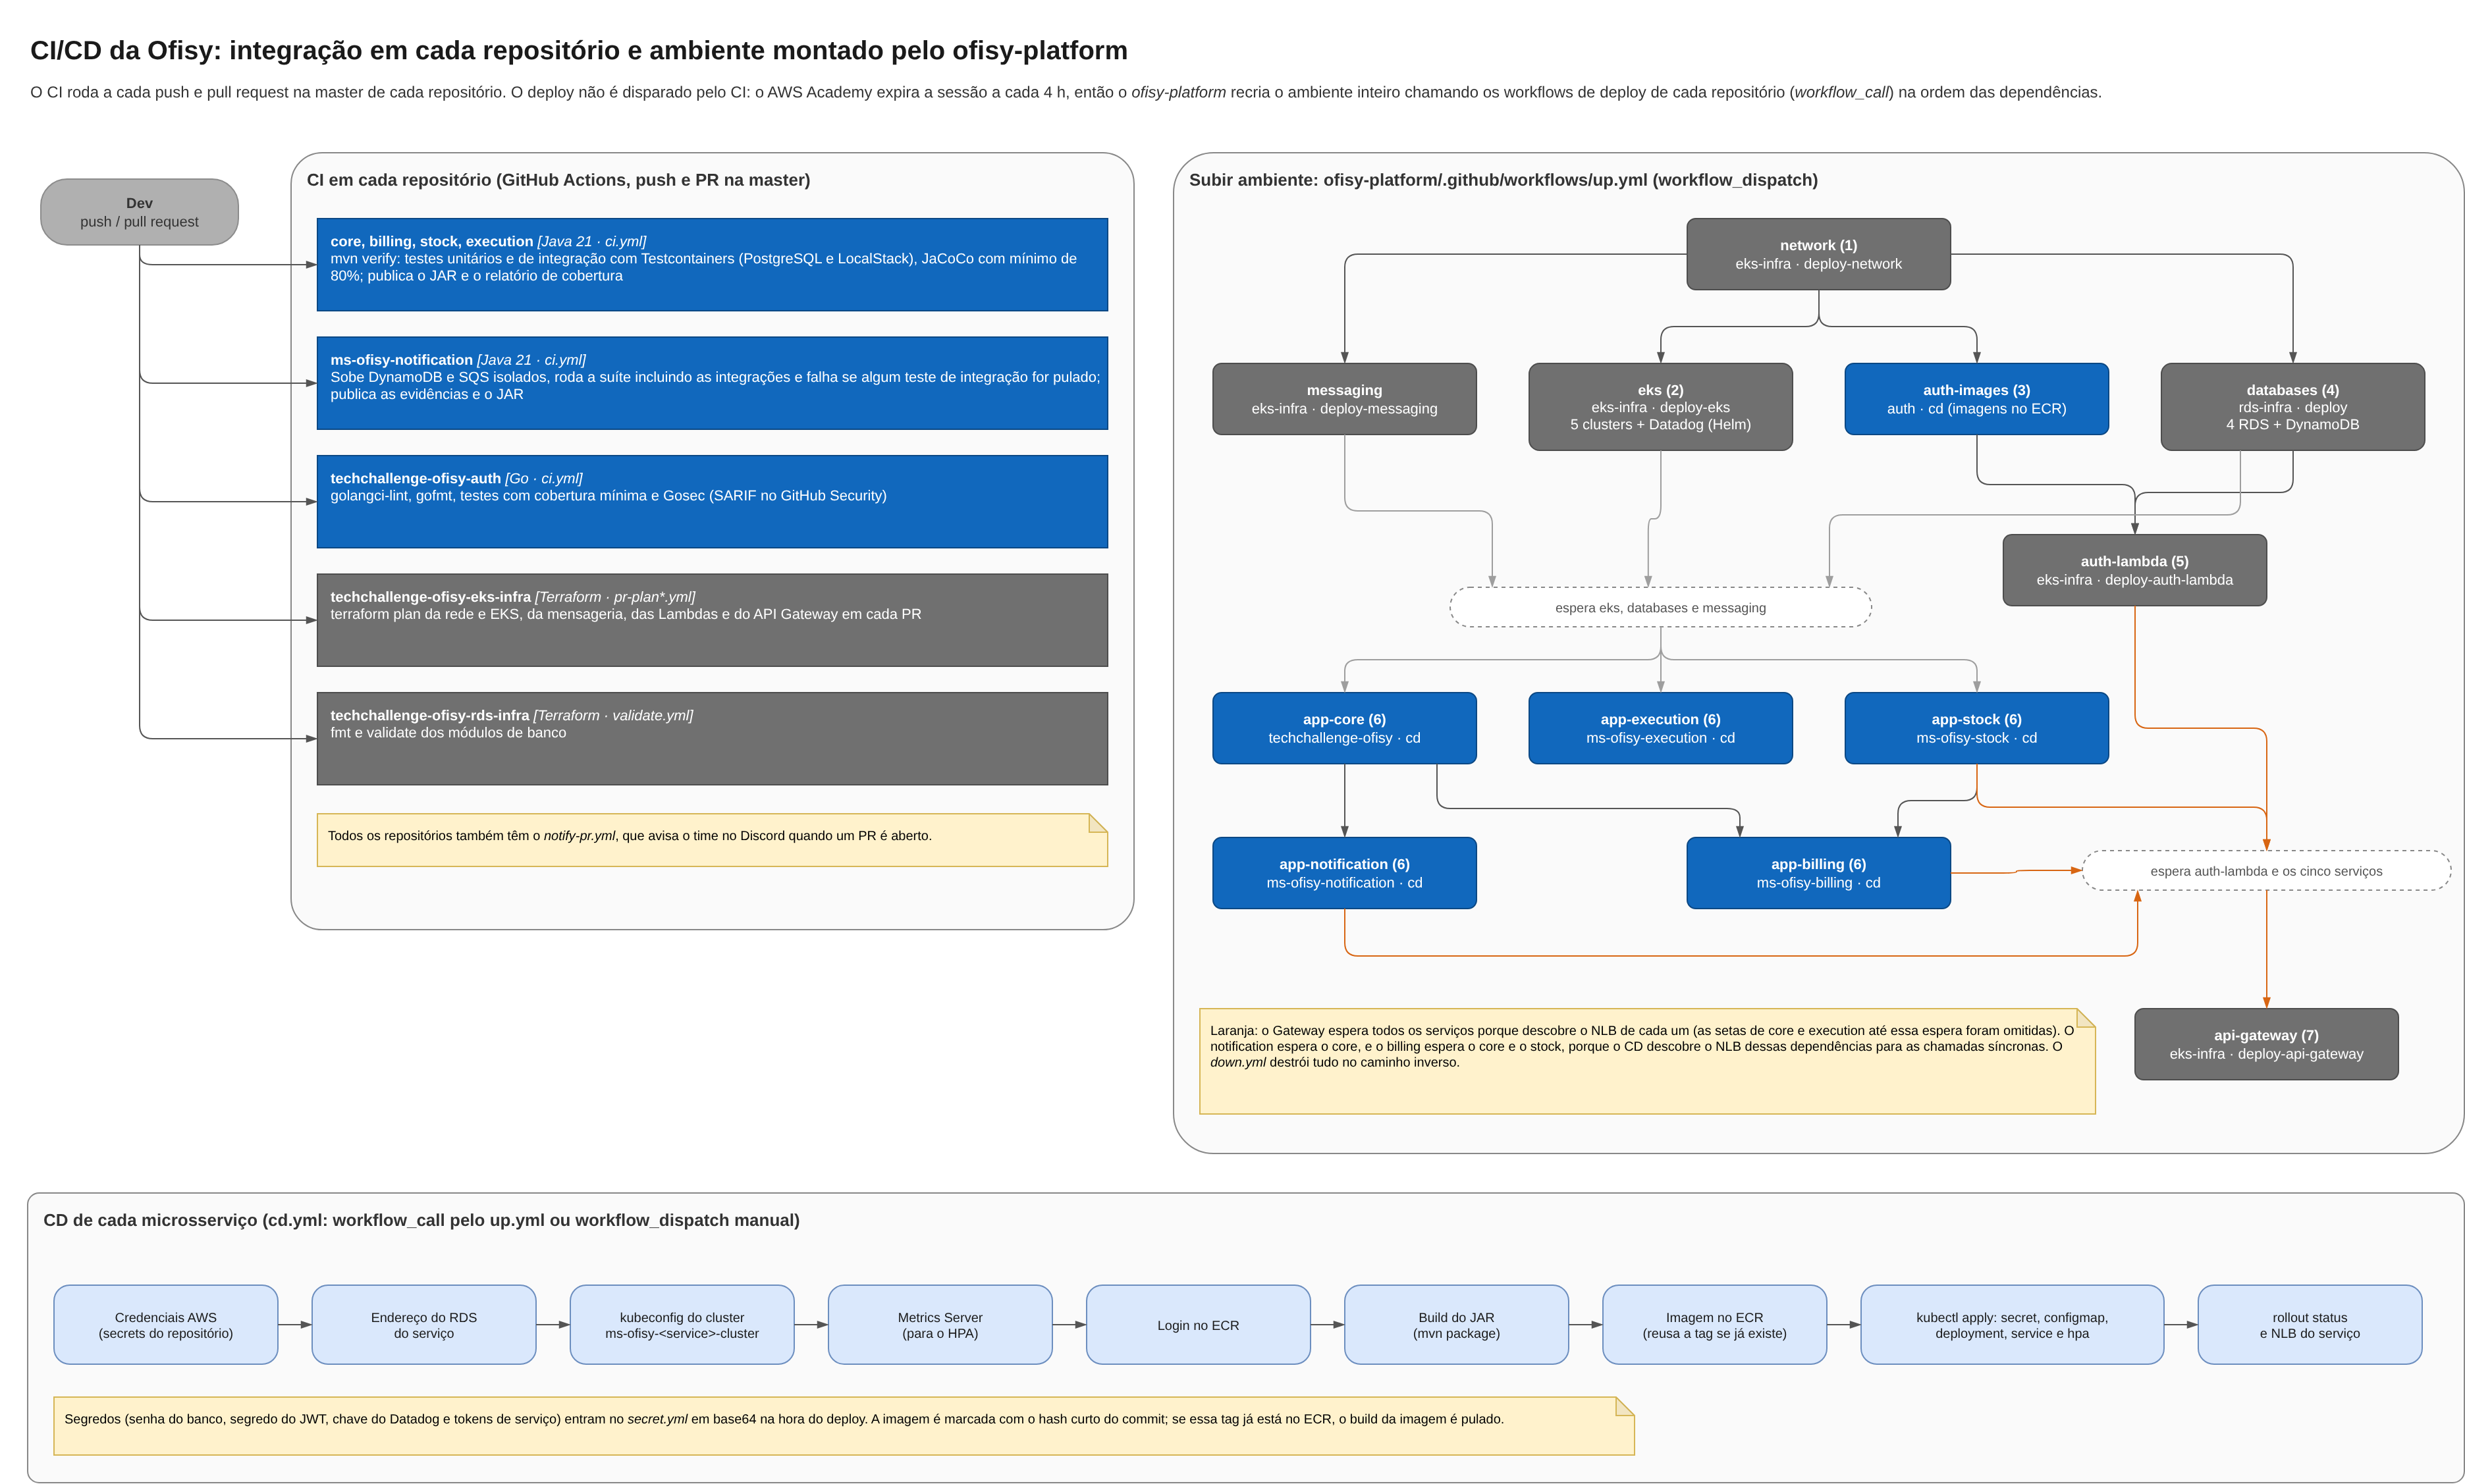 CI/CD da Ofisy: integração em cada repositório e ambiente montado pelo ofisy-platform
O CI roda a cada push e pull request na master de cada repositório. O deploy não é disparado pelo CI: o AWS Academy expira a sessão a cada 4 h, então o ofisy-platform recria o ambiente inteiro chamando os workflows de deploy de cada repositório (workflow_call) na ordem das dependências.
Dev
push / pull request
CI em cada repositório (GitHub Actions, push e PR na master)
core, billing, stock, execution [Java 21 · ci.yml]
mvn verify: testes unitários e de integração com Testcontainers (PostgreSQL e LocalStack), JaCoCo com mínimo de
80%; publica o JAR e o relatório de cobertura
ms-ofisy-notification [Java 21 · ci.yml]
Sobe DynamoDB e SQS isolados, roda a suíte incluindo as integrações e falha se algum teste de integração for pulado;
publica as evidências e o JAR
techchallenge-ofisy-auth [Go · ci.yml]
golangci-lint, gofmt, testes com cobertura mínima e Gosec (SARIF no GitHub Security)
techchallenge-ofisy-eks-infra [Terraform · pr-plan*.yml]
terraform plan da rede e EKS, da mensageria, das Lambdas e do API Gateway em cada PR
techchallenge-ofisy-rds-infra [Terraform · validate.yml]
fmt e validate dos módulos de banco
Todos os repositórios também têm o notify-pr.yml, que avisa o time no Discord quando um PR é aberto.
Subir ambiente: ofisy-platform/.github/workflows/up.yml (workflow_dispatch)
network (1)
eks-infra · deploy-network
messaging
eks-infra · deploy-messaging
eks (2)
eks-infra · deploy-eks
5 clusters + Datadog (Helm)
auth-images (3)
auth · cd (imagens no ECR)
databases (4)
rds-infra · deploy
4 RDS + DynamoDB
auth-lambda (5)
eks-infra · deploy-auth-lambda
espera eks, databases e messaging
app-core (6)
techchallenge-ofisy · cd
app-execution (6)
ms-ofisy-execution · cd
app-stock (6)
ms-ofisy-stock · cd
app-notification (6)
ms-ofisy-notification · cd
app-billing (6)
ms-ofisy-billing · cd
espera auth-lambda e os cinco serviços
Laranja: o Gateway espera todos os serviços porque descobre o NLB de cada um (as setas de core e execution até essa espera foram omitidas). O
notification espera o core, e o billing espera o core e o stock, porque o CD descobre o NLB dessas dependências para as chamadas síncronas. O
down.yml destrói tudo no caminho inverso.
api-gateway (7)
eks-infra · deploy-api-gateway
CD de cada microsserviço (cd.yml: workflow_call pelo up.yml ou workflow_dispatch manual)
Credenciais AWS
(secrets do repositório)
Endereço do RDS
do serviço
kubeconfig do cluster
ms-ofisy-<service>-cluster
Metrics Server
(para o HPA)
Login no ECR
Build do JAR
(mvn package)
Imagem no ECR
(reusa a tag se já existe)
kubectl apply: secret, configmap,
deployment, service e hpa
rollout status
e NLB do serviço
Segredos (senha do banco, segredo do JWT, chave do Datadog e tokens de serviço) entram no secret.yml em base64 na hora do deploy. A imagem é marcada com o hash curto do commit; se essa tag já está no ECR, o build da imagem é pulado.